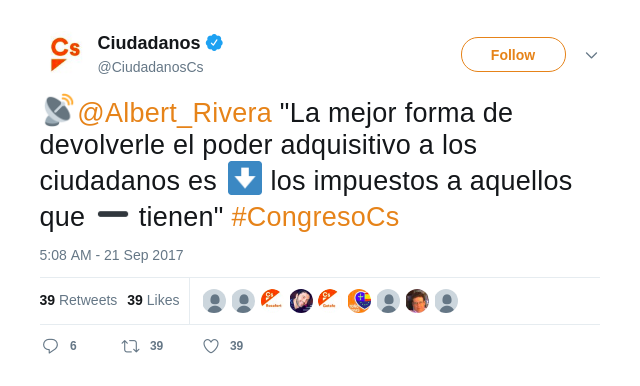 Cs
Ciudadanos
@CiudadanosCs
Follow
📡@Albert_Rivera "La mejor forma de
devolverle el poder adquisitivo a los
ciudadanos es ⬇ los impuestos a aquellos
que ➖ tienen" #CongresoCs
5:08 AM - 21 Sep 2017
39 Retweets 39 Likes
6 39 39